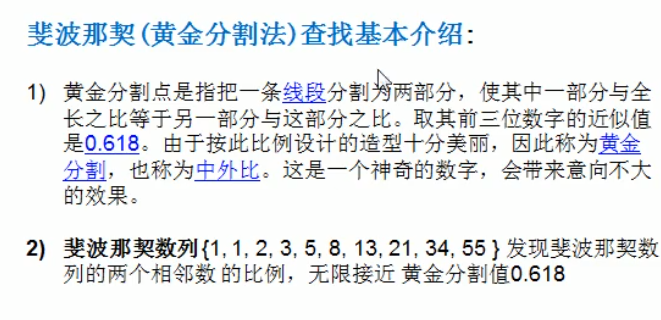 斐波那契(黄金分割法)查找基本介绍:
1) 黄金分割点是指把一条线段分割为两部分，使其中一部分与全
长之比等于另一部分与这部分之比。取其前三位数字的近似值
是0.618。由于按此比例设计的造型十分美丽，因此称为黄金
分割，也称为中外比。这是一个神奇的数字，会带来意向不大
的效果。
2) 斐波那契数列{1, 1, 2, 3, 5, 8, 13, 21, 34, 55 } 发现斐波那契数
列的两个相邻数 的比例，无限接近 黄金分割值0.618